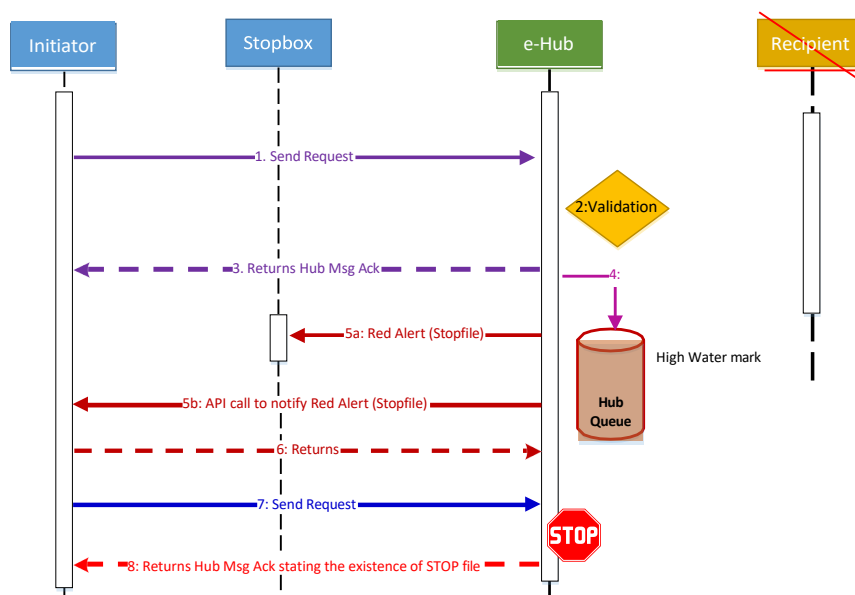 Initiator
Stopbox
e-Hub
Recipient
1. Send Request
2:Validation
3. Returns Hub Msg Ack
4:
5a: Red Alert (Stopfile)
High Water mark
5b: API call to notify Red Alert (Stopfile)
Hub
Queue
6: Returns
7: Send Request
STOP
8: Returns Hub Msg Ack stating the existence of STOP file